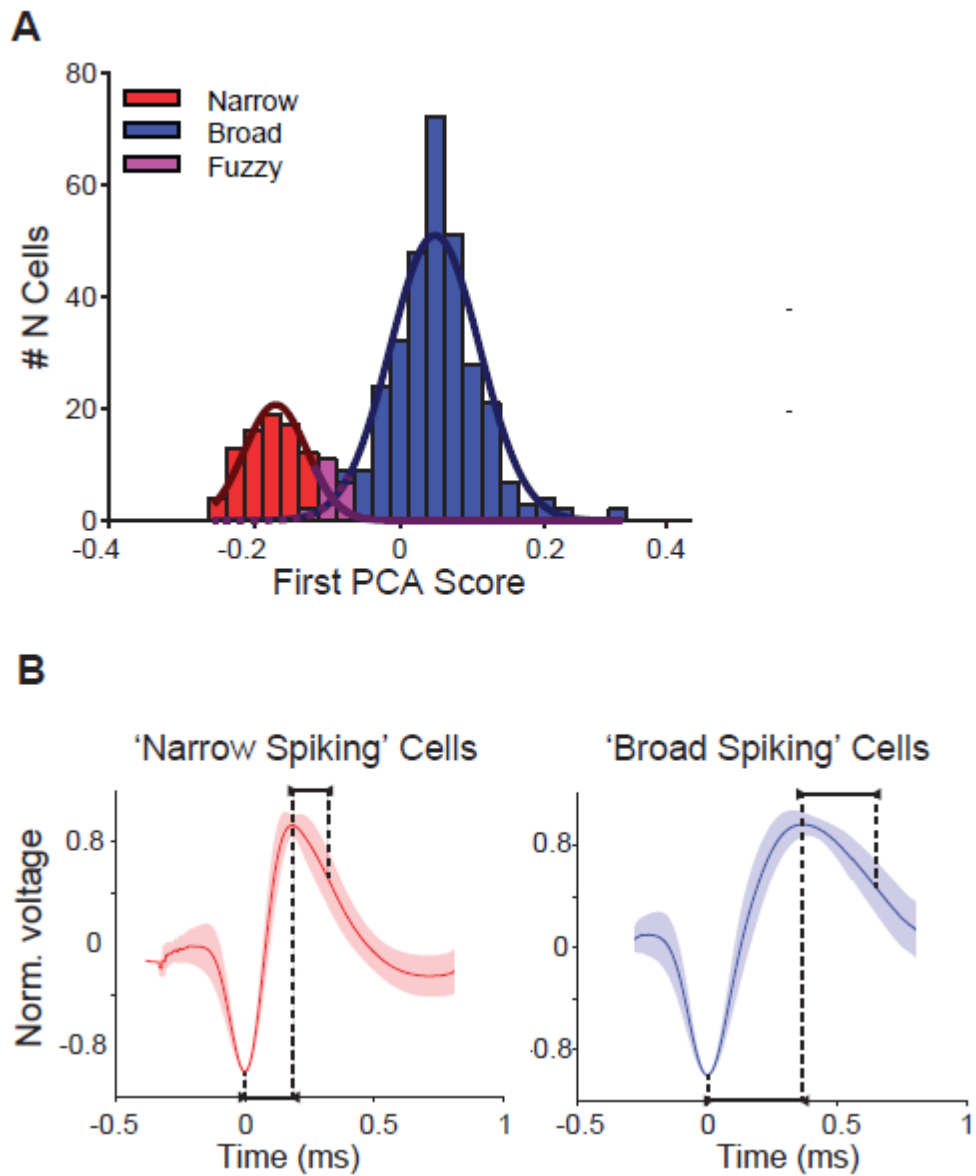 A
80
60
40
20
0
# N Cells
Narrow
Broad
Fuzzy
-0.4
-0.2
0
0.2
0.4
First PCA Score
B
'Narrow Spiking' Cells
'Broad Spiking' Cells
Norm. voltage
0.8
0
-0.8
-0.5
0
0.5
1
Time (ms)
0.8
0
-0.8
-0.5
0
0.5
1
Time (ms)